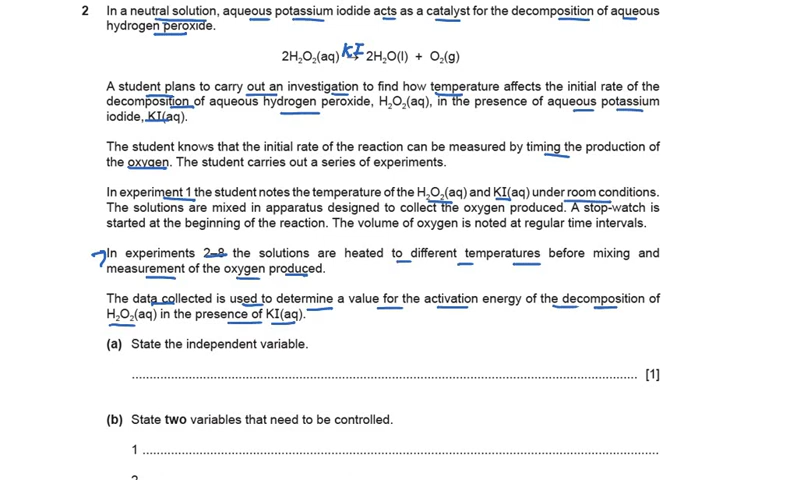 2 In a neutral solution, aqueous potassium iodide acts as a catalyst for the decomposition of aqueous
hydrogen peroxide.
2H₂O₂(aq) KI → 2H₂O(l) + O₂(g)
A student plans to carry out an investigation to find how temperature affects the initial rate of the
decomposition of aqueous hydrogen peroxide, H₂O₂(aq), in the presence of aqueous potassium
iodide, KI(aq).
The student knows that the initial rate of the reaction can be measured by timing the production of
the oxygen. The student carries out a series of experiments.
In experiment 1 the student notes the temperature of the H₂O₂(aq) and KI(aq) under room conditions.
The solutions are mixed in apparatus designed to collect the oxygen produced. A stop-watch is
started at the beginning of the reaction. The volume of oxygen is noted at regular time intervals.
7 In experiments 2–8 the solutions are heated to different temperatures before mixing and
measurement of the oxygen produced.
The data collected is used to determine a value for the activation energy of the decomposition of
H₂O₂(aq) in the presence of KI(aq).
(a) State the independent variable.
[1]
(b) State two variables that need to be controlled.
1